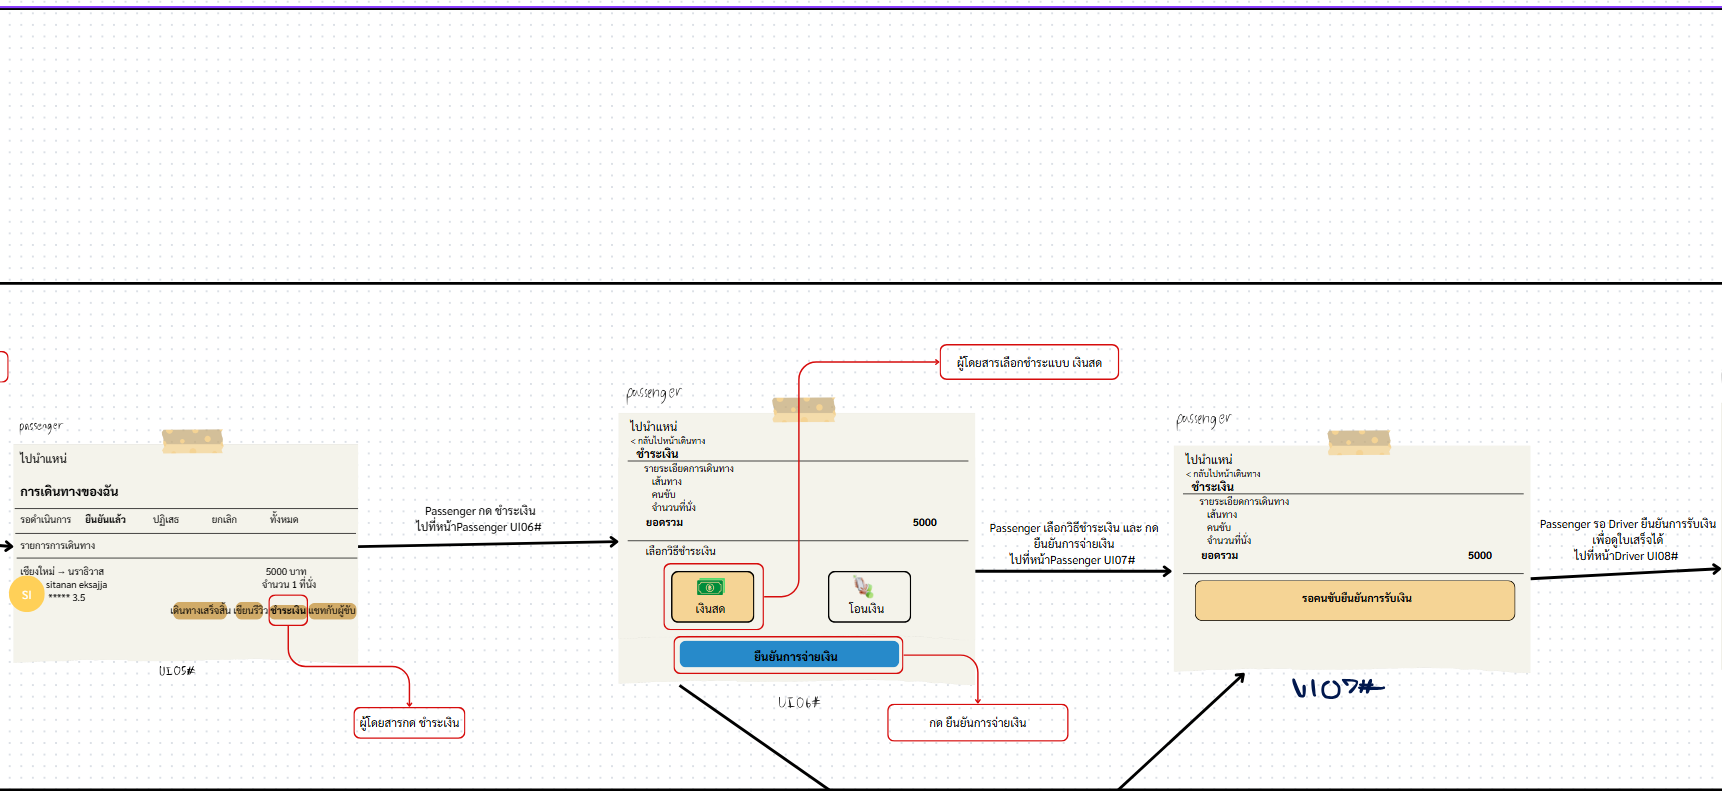 passenger
ไปนำแหน่
การเดินทางของฉัน
รอดำเนินการ ยืนยันแล้ว ปฏิเสธ ยกเลิก ทั้งหมด
รายการการเดินทาง
เชียงใหม่ → นราธิวาส 5000 บาท
SI sitanan eksajja จำนวน 1 ที่นั่ง
***** 3.5
เดินทางเสร็จสิ้น เขียนรีวิว ชำระเงิน แชทกับผู้ขับ
UI05#
ผู้โดยสารกด ชำระเงิน
Passenger กด ชำระเงิน
ไปที่หน้าPassenger UI06#
passenger
ไปนำแหน่
< กลับไปหน้าเดินทาง
ชำระเงิน
รายระเอียดการเดินทาง
เส้นทาง
คนขับ
จำนวนที่นั่ง
ยอดรวม 5000
เลือกวิธีชำระเงิน
เงินสด โอนเงิน
ยืนยันการจ่ายเงิน
UI06#
ผู้โดยสารเลือกชำระแบบ เงินสด
กด ยืนยันการจ่ายเงิน
Passenger เลือกวิธีชำระเงิน และ กด
ยืนยันการจ่ายเงิน
ไปที่หน้าPassenger UI07#
passenger
ไปนำแหน่
< กลับไปหน้าเดินทาง
ชำระเงิน
รายระเอียดการเดินทาง
เส้นทาง
คนขับ
จำนวนที่นั่ง
ยอดรวม 5000
รอคนขับยืนยันการรับเงิน
UI07#
Passenger รอ Driver ยืนยันการรับเงิน
เพื่อดูใบเสร็จได้
ไปที่หน้าDriver UI08#